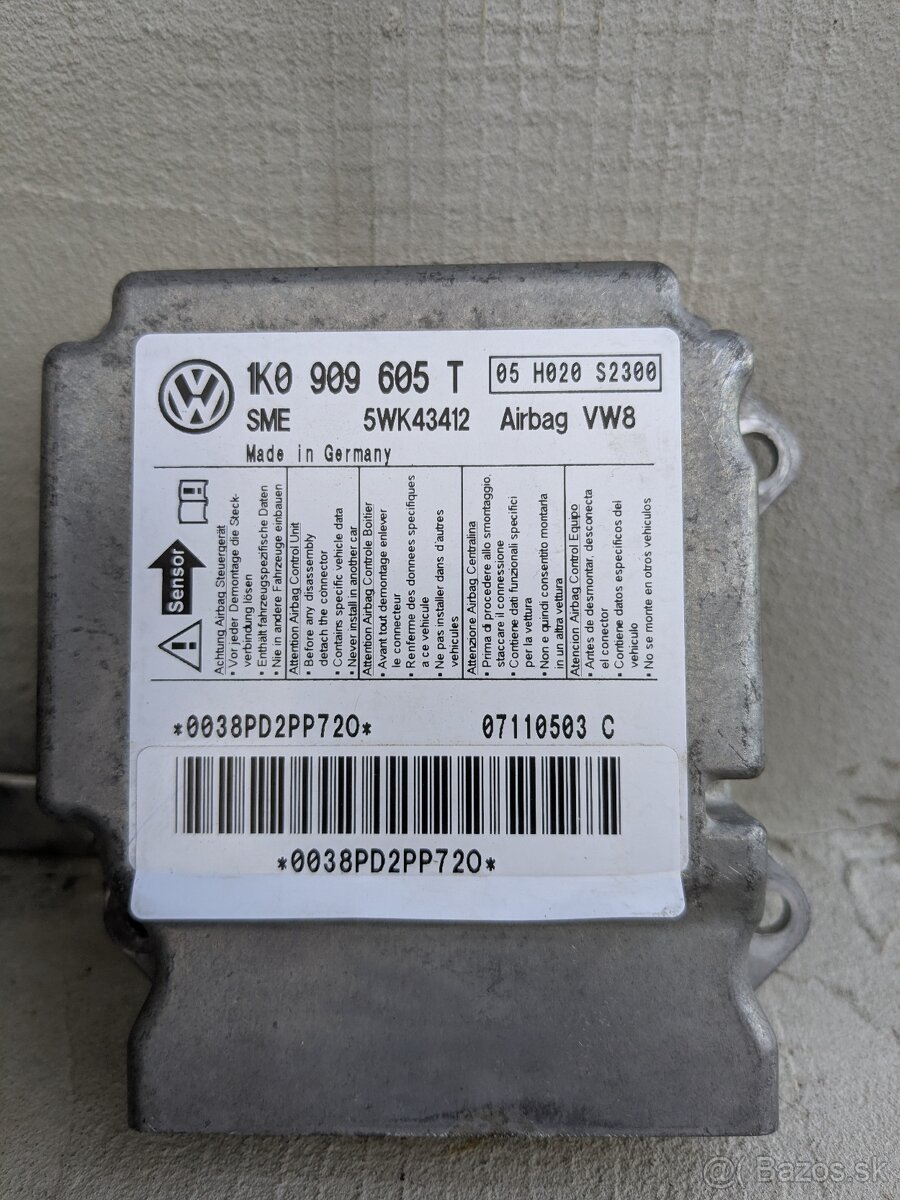 1K0 909 605 T
05 H020 S2300
SME 5WK43412 Airbag VW8
Made in Germany
Sensor
Achtung Airbag Steuergerät
• Vor jeder Demontage die Steck-
verbindung lösen
• Enthält fahrzeugspezifische Daten
• Nie in andere Fahrzeuge einbauen
Attention Airbag Control Unit
• Before any disassembly
detach the connector
• Contains specific vehicle data
• Never install in another car
Attention Airbag Controle Boitier
• Avant tout demontage enlever
le connecteur
• Renferme des donnees specifiques
a ce vehicule
• Ne pas installer dans d'autres
vehicules
Attenzione Airbag Centralina
• Prima di procedere allo smontaggio.
staccare il connessione
• Contiene dati funzionali specifici
per la vettura
• Non e quindi consentito montarla
in un altra vettura
Atencion Airbag Control Equipo
• Antes de desmontar, desconecta
el conector
• Contiene datos especificos del
vehiculo
• No se monte en otros vehiculos
*0038PD2PP72O* 07110503 C
*0038PD2PP72O*
@ Bazos.sk